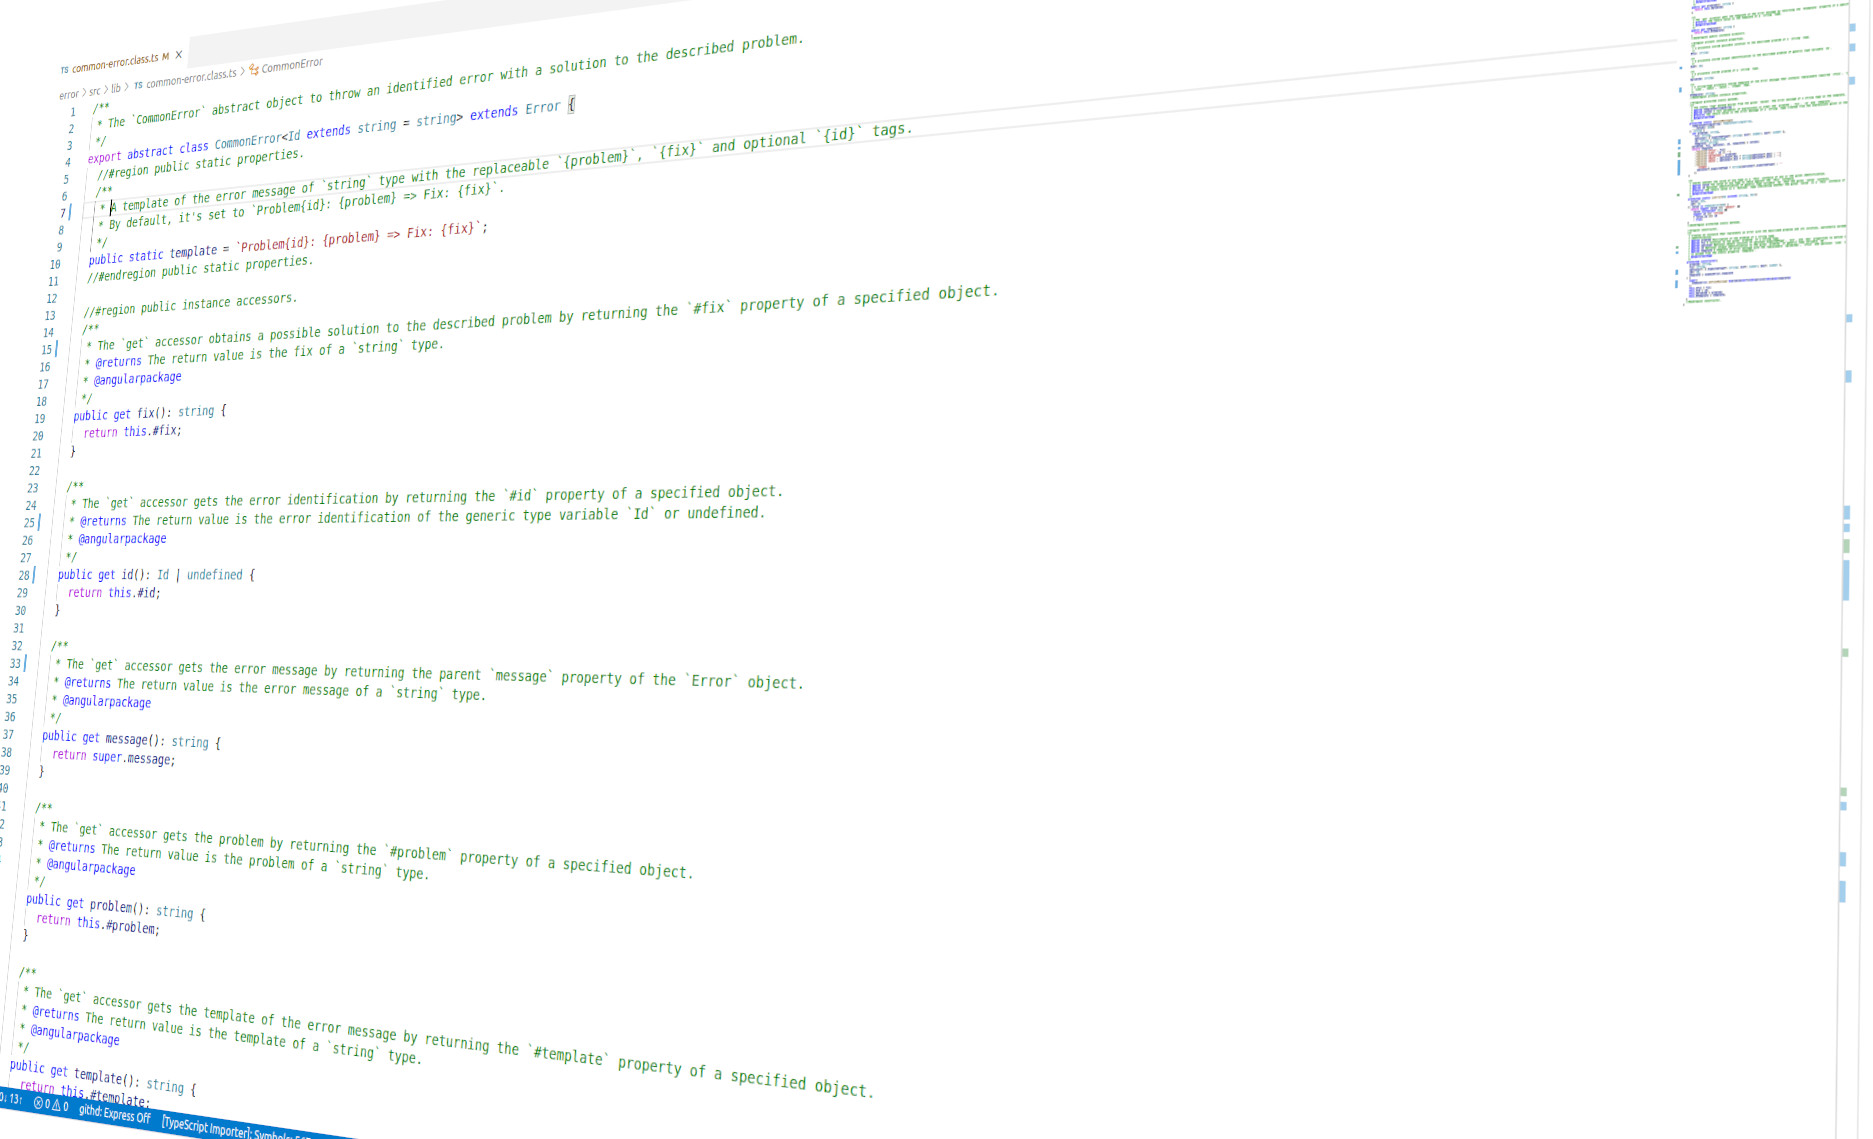 TS common-error.class.ts M ×
error > src > lib > TS common-error.class.ts > CommonError
1 /**
2 * The `CommonError` abstract object to throw an identified error with a solution to the described problem.
3 */
4 export abstract class CommonError<Id extends string = string> extends Error {
5 //#region public static properties.
6 /**
7 * A template of the error message of `string` type with the replaceable `{problem}`, `{fix}` and optional `{id}` tags.
8 * By default, it's set to `Problem{id}: {problem} => Fix: {fix}`.
9 */
10 public static template = `Problem{id}: {problem} => Fix: {fix}`;
11 //#endregion public static properties.
12
13 //#region public instance accessors.
14 /**
15 * The `get` accessor obtains a possible solution to the described problem by returning the `#fix` property of a specified object.
16 * @returns The return value is the fix of a `string` type.
17 * @angularpackage
18 */
19 public get fix(): string {
20 return this.#fix;
21 }
22
23 /**
24 * The `get` accessor gets the error identification by returning the `#id` property of a specified object.
25 * @returns The return value is the error identification of the generic type variable `Id` or undefined.
26 * @angularpackage
27 */
28 public get id(): Id | undefined {
29 return this.#id;
30 }
31
32 /**
33 * The `get` accessor gets the error message by returning the parent `message` property of the `Error` object.
34 * @returns The return value is the error message of a `string` type.
35 * @angularpackage
36 */
37 public get message(): string {
38 return super.message;
39 }
40
/**
* The `get` accessor gets the problem by returning the `#problem` property of a specified object.
* @returns The return value is the problem of a `string` type.
* @angularpackage
*/
public get problem(): string {
return this.#problem;
}
/**
* The `get` accessor gets the template of the error message by returning the `#template` property of a specified object.
* @returns The return value is the template of a `string` type.
* @angularpackage
*/
public get template(): string {
return this.#template;
13↑ 0 0 githd: Express Off [TypeScript Importer]: Symbols: